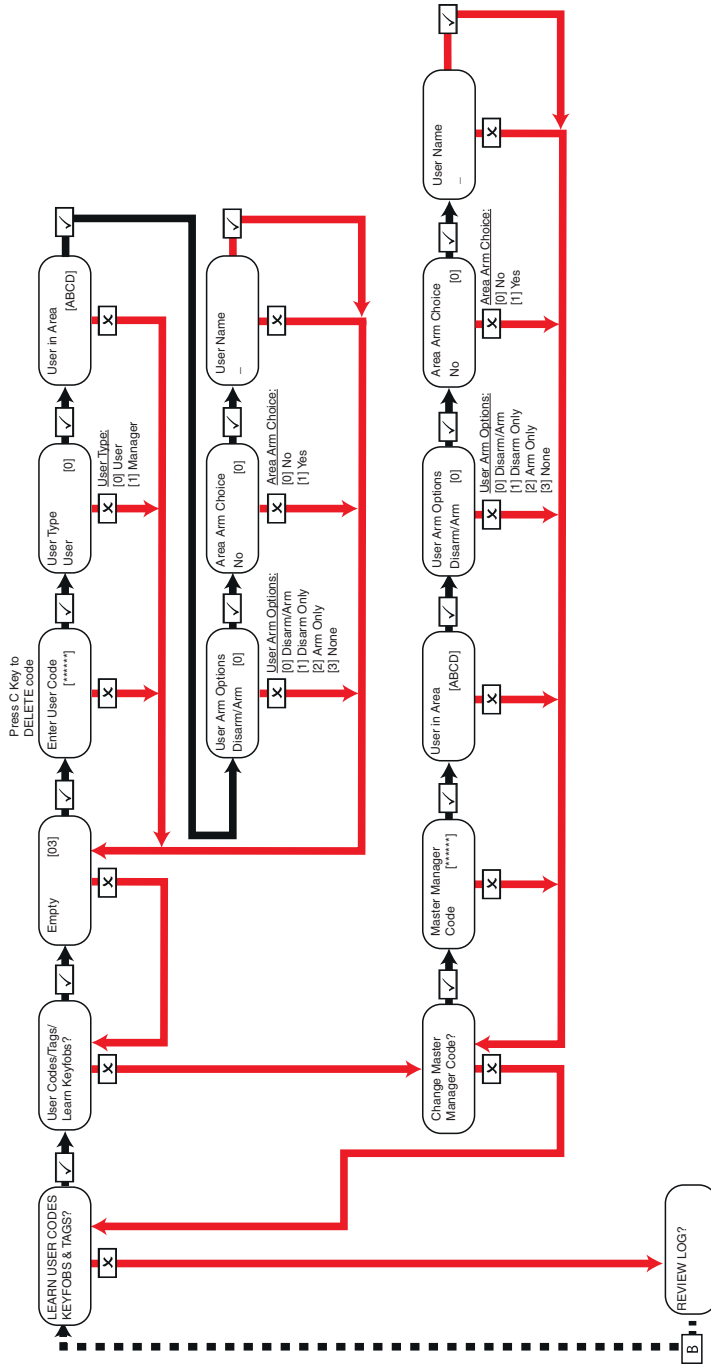 Press C Key to
DELETE code
LEARN USER CODES
KEYFOBS & TAGS?
User Codes/Tags/
Learn Keyfobs?
Empty [03]
Enter User Code
[******]
User Type [0]
User
User Type:
[0] User
[1] Manager
User in Area
[ABCD]
User Arm Options
Disarm/Arm [0]
User Arm Options:
[0] Disarm/Arm
[1] Disarm Only
[2] Arm Only
[3] None
Area Arm Choice
No [0]
Area Arm Choice:
[0] No
[1] Yes
User Name
_
Change Master
Manager Code?
Master Manager
Code [******]
User in Area
[ABCD]
User Arm Options
Disarm/Arm [0]
User Arm Options:
[0] Disarm/Arm
[1] Disarm Only
[2] Arm Only
[3] None
Area Arm Choice
No [0]
Area Arm Choice:
[0] No
[1] Yes
User Name
_
B
REVIEW LOG?